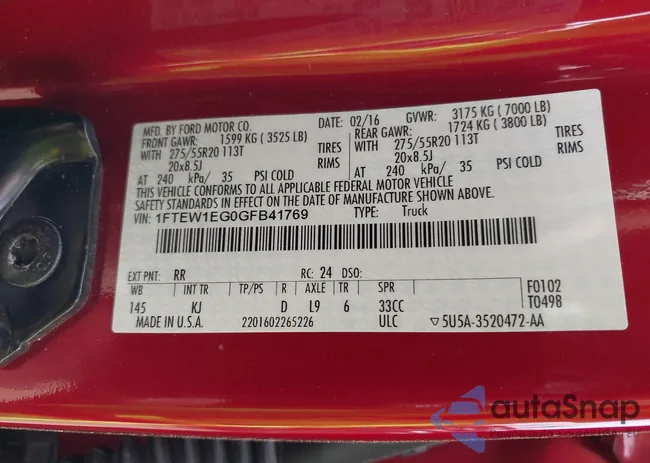 MFD. BY FORD MOTOR CO. DATE: 02/16 GVWR: 3175 KG ( 7000 LB)
FRONT GAWR: 1599 KG ( 3525 LB) REAR GAWR: 1724 KG ( 3800 LB)
WITH 275/55R20 113T TIRES WITH 275/55R20 113T TIRES
20x8.5J RIMS 20x8.5J RIMS
AT 240 kPa/ 35 PSI COLD AT 240 kPa/ 35 PSI COLD
THIS VEHICLE CONFORMS TO ALL APPLICABLE FEDERAL MOTOR VEHICLE
SAFETY STANDARDS IN EFFECT ON THE DATE OF MANUFACTURE SHOWN ABOVE.
VIN: 1FTEW1EG0GFB41769 TYPE: Truck
EXT PNT: RR RC: 24 DSO: F0102
WB INT TR TP/PS R AXLE TR SPR T0498
145 KJ D L9 6 33CC
MADE IN U.S.A. 2201602265226 ULC ▽5U5A-3520472-AA
autoSnap